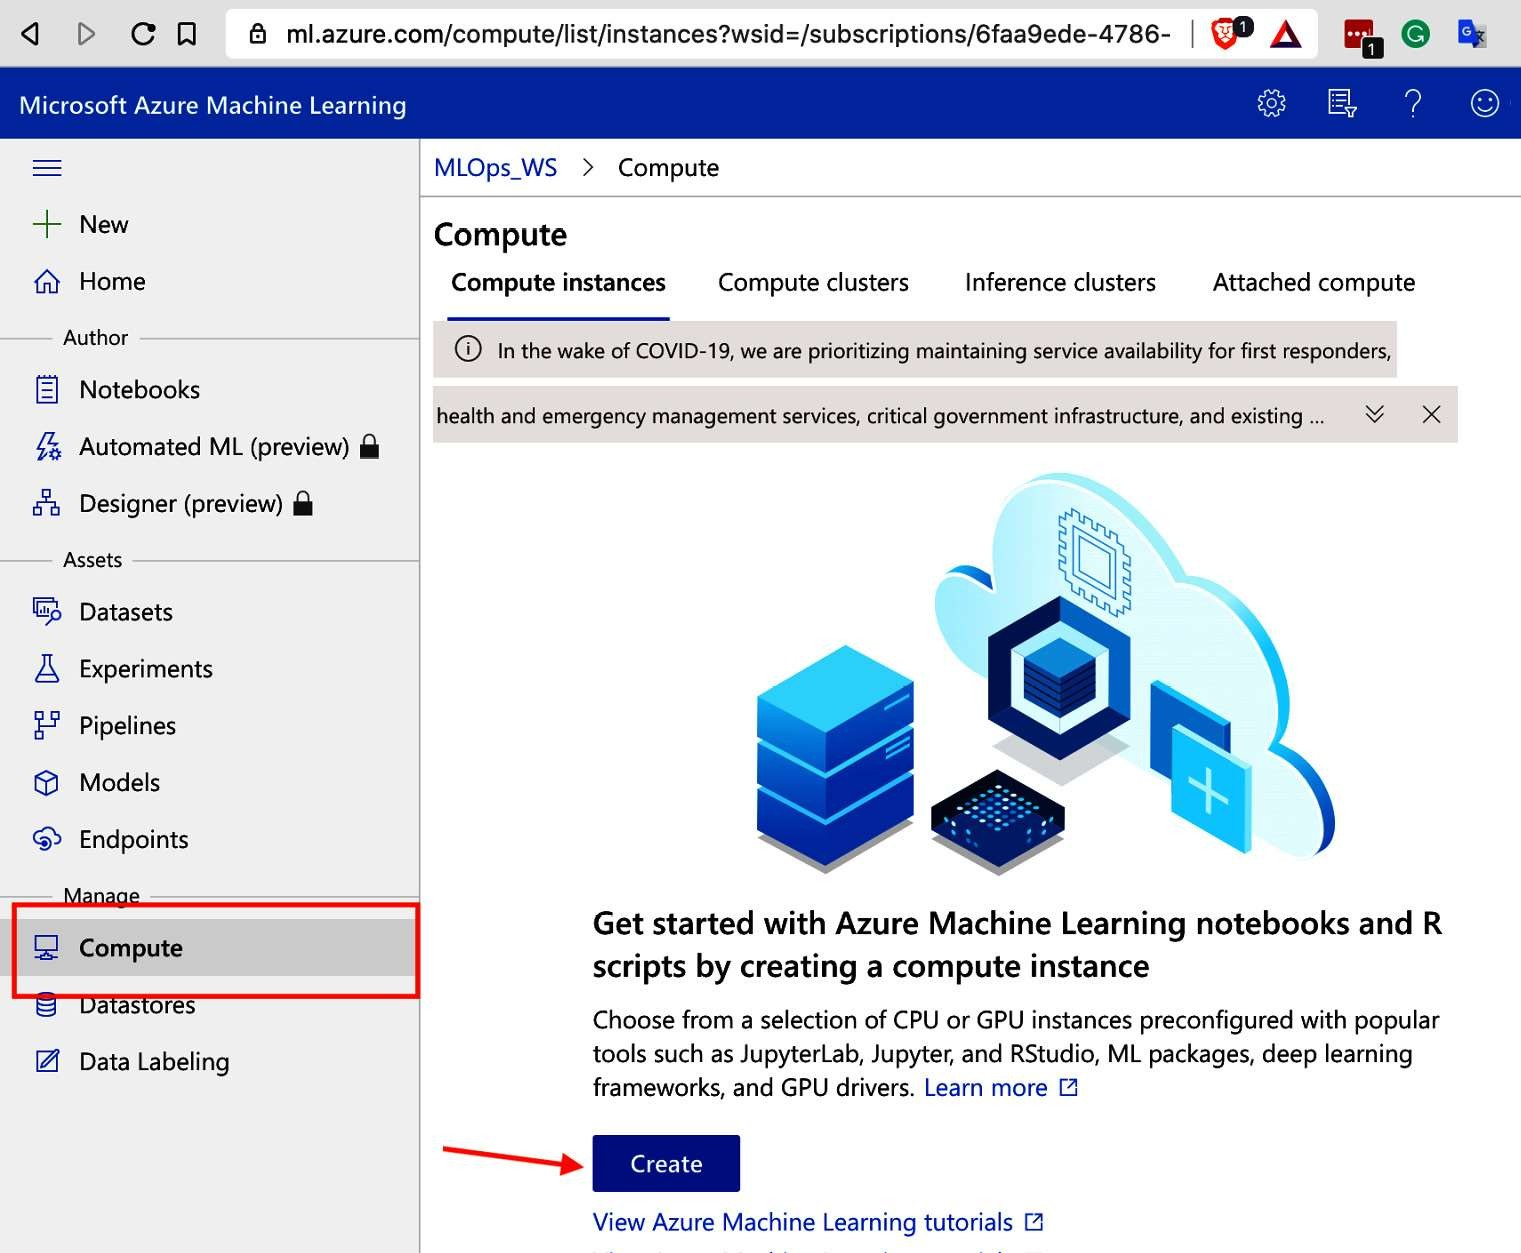 ml.azure.com/compute/list/instances?wsid=/subscriptions/6faa9ede-4786-
1
1
Microsoft Azure Machine Learning
MLOps_WS > Compute
New
Home
Author
Notebooks
Automated ML (preview)
Designer (preview)
Assets
Datasets
Experiments
Pipelines
Models
Endpoints
Manage
Compute
Datastores
Data Labeling
Compute
Compute instances Compute clusters Inference clusters Attached compute
In the wake of COVID-19, we are prioritizing maintaining service availability for first responders,
health and emergency management services, critical government infrastructure, and existing ...
Get started with Azure Machine Learning notebooks and R
scripts by creating a compute instance
Choose from a selection of CPU or GPU instances preconfigured with popular
tools such as JupyterLab, Jupyter, and RStudio, ML packages, deep learning
frameworks, and GPU drivers. Learn more
Create
View Azure Machine Learning tutorials